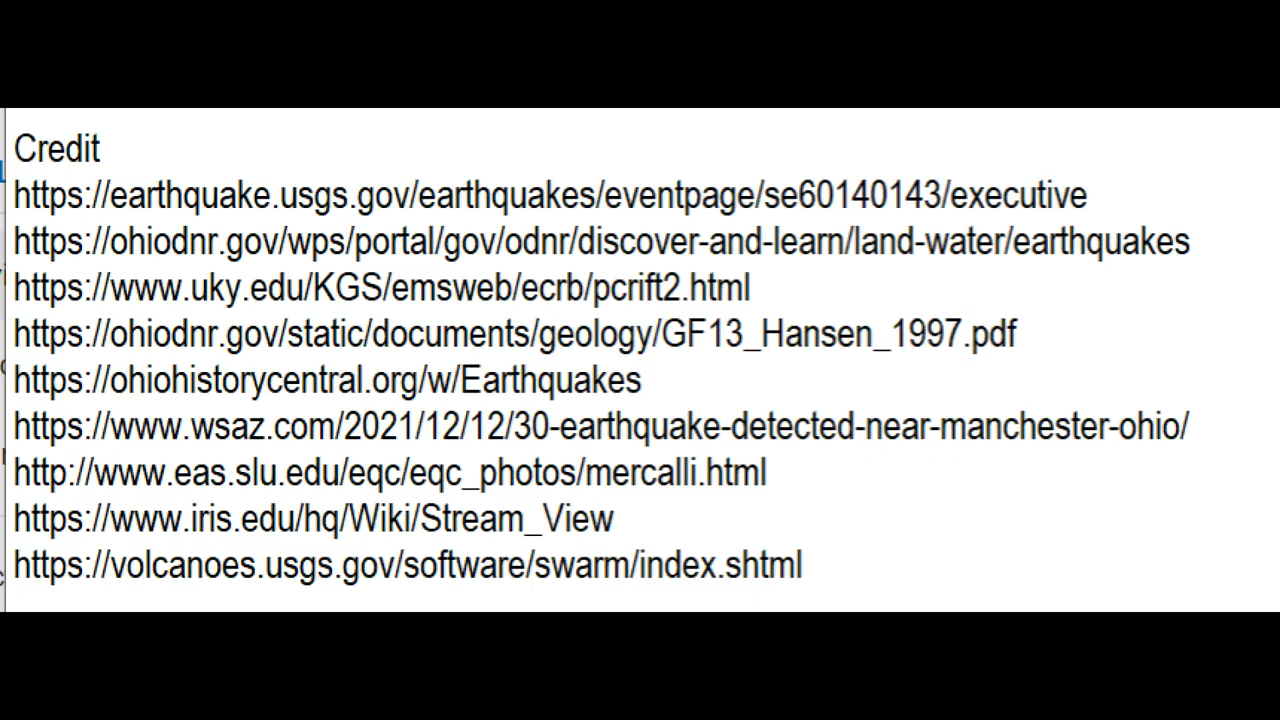 Credit
https://earthquake.usgs.gov/earthquakes/eventpage/se60140143/executive
https://ohiodnr.gov/wps/portal/gov/odnr/discover-and-learn/land-water/earthquakes
https://www.uky.edu/KGS/emsweb/ecrb/pcrift2.html
https://ohiodnr.gov/static/documents/geology/GF13_Hansen_1997.pdf
https://ohiohistorycentral.org/w/Earthquakes
https://www.wsaz.com/2021/12/12/30-earthquake-detected-near-manchester-ohio/
http://www.eas.slu.edu/eqc/eqc_photos/mercalli.html
https://www.iris.edu/hq/Wiki/Stream_View
https://volcanoes.usgs.gov/software/swarm/index.shtml